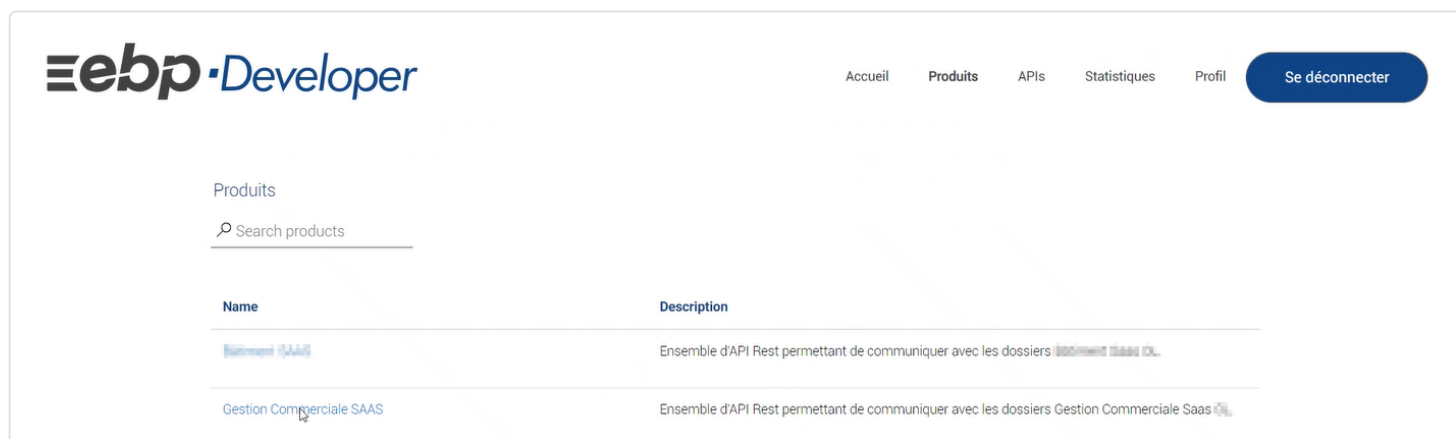 ebp·Developer
Accueil Produits APIs Statistiques Profil Se déconnecter
Produits
Search products
Name Description
Ensemble d'API Rest permettant de communiquer avec les dossiers
Gestion Commerciale SAAS Ensemble d'API Rest permettant de communiquer avec les dossiers Gestion Commerciale Saas